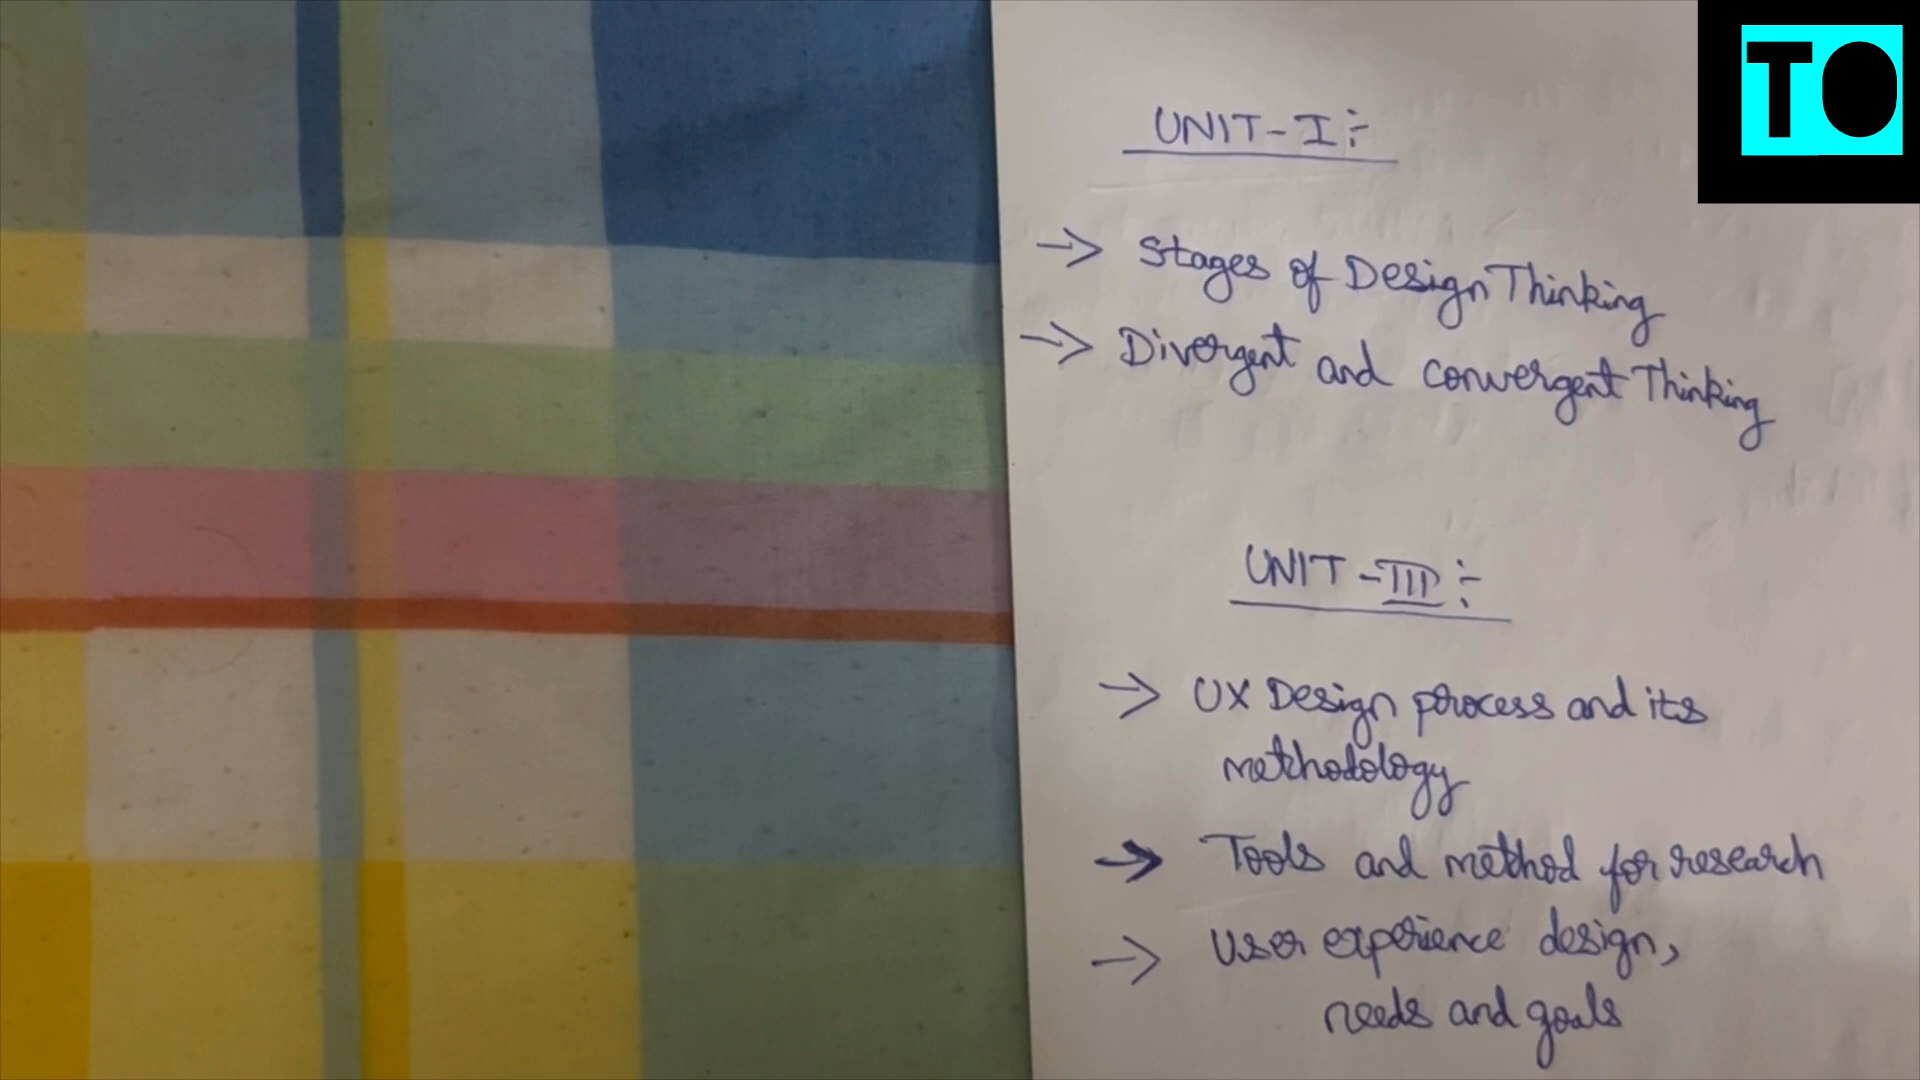 TO
UNIT-I:-
→ Stages of Design Thinking
→ Divergent and convergent Thinking
UNIT-III:-
→ UX Design process and its
methodology
→ Tools and method for research
→ User experience design,
needs and goals